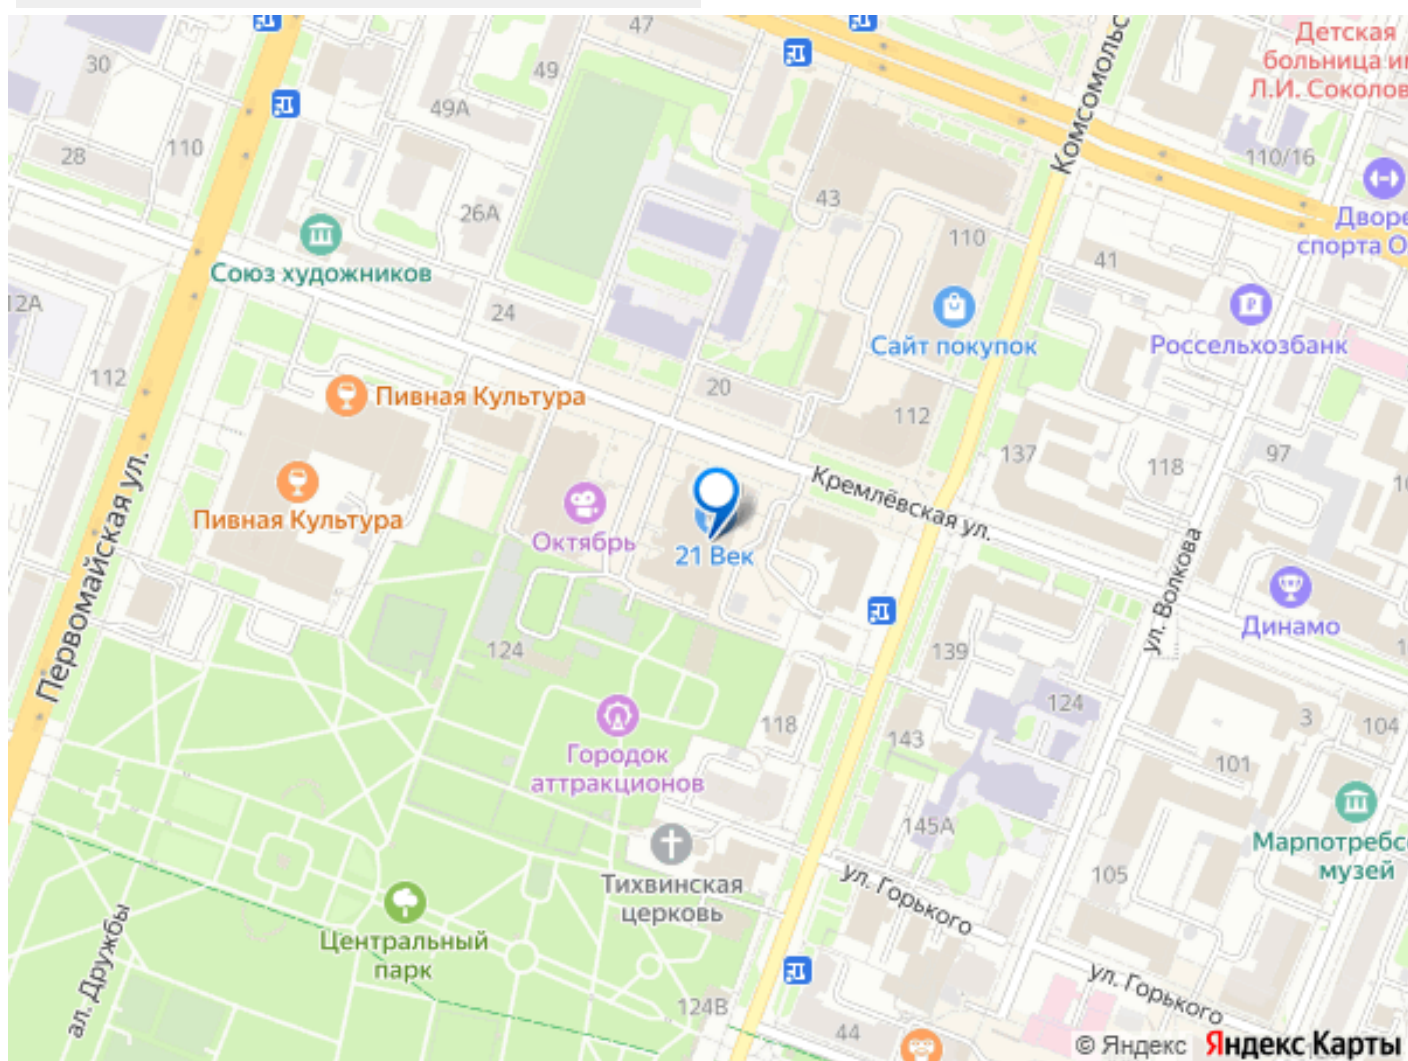 47
Комсомольс
Детская
больница им
Л.И. Соколов
30
49
49А
110
28
110/16
43
26А
Дворе
спорта О
110
41
Союз художников
12А
24
Сайт покупок
Россельхозбанк
112
20
Пивная Культура
112
137
118
97
Первомайская ул.
Пивная Культура
Кремлёвская ул.
Октябрь
21 Век
ул. Волкова
Динамо
124
139
118
124
3
104
143
Городок
аттракционов
101
145А
Марпотребсо
музей
ул. Горького
105
Тихвинская
церковь
ал. Дружбы
Центральный
парк
ул. Горького
124В
44
© Яндекс Яндекс Карты